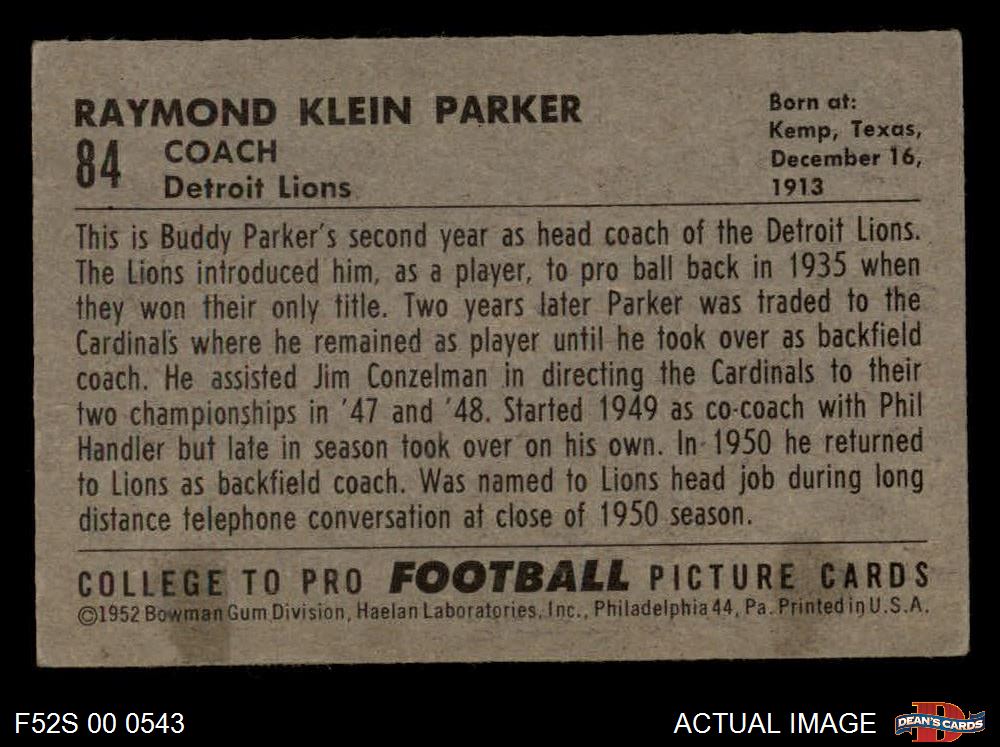 RAYMOND KLEIN PARKER
84 COACH
Detroit Lions
Born at:
Kemp, Texas,
December 16,
1913
This is Buddy Parker's second year as head coach of the Detroit Lions.
The Lions introduced him, as a player, to pro ball back in 1935 when
they won their only title. Two years later Parker was traded to the
Cardinals where he remained as player until he took over as backfield
coach. He assisted Jim Conzelman in directing the Cardinals to their
two championships in '47 and '48. Started 1949 as co-coach with Phil
Handler but late in season took over on his own. In 1950 he returned
to Lions as backfield coach. Was named to Lions head job during long
distance telephone conversation at close of 1950 season.
COLLEGE TO PRO FOOTBALL PICTURE CARDS
©1952 Bowman Gum Division, Haelan Laboratories, Inc., Philadelphia 44, Pa. Printed in U.S.A.
F52S 00 0543
ACTUAL IMAGE
DEAN'S CARDS